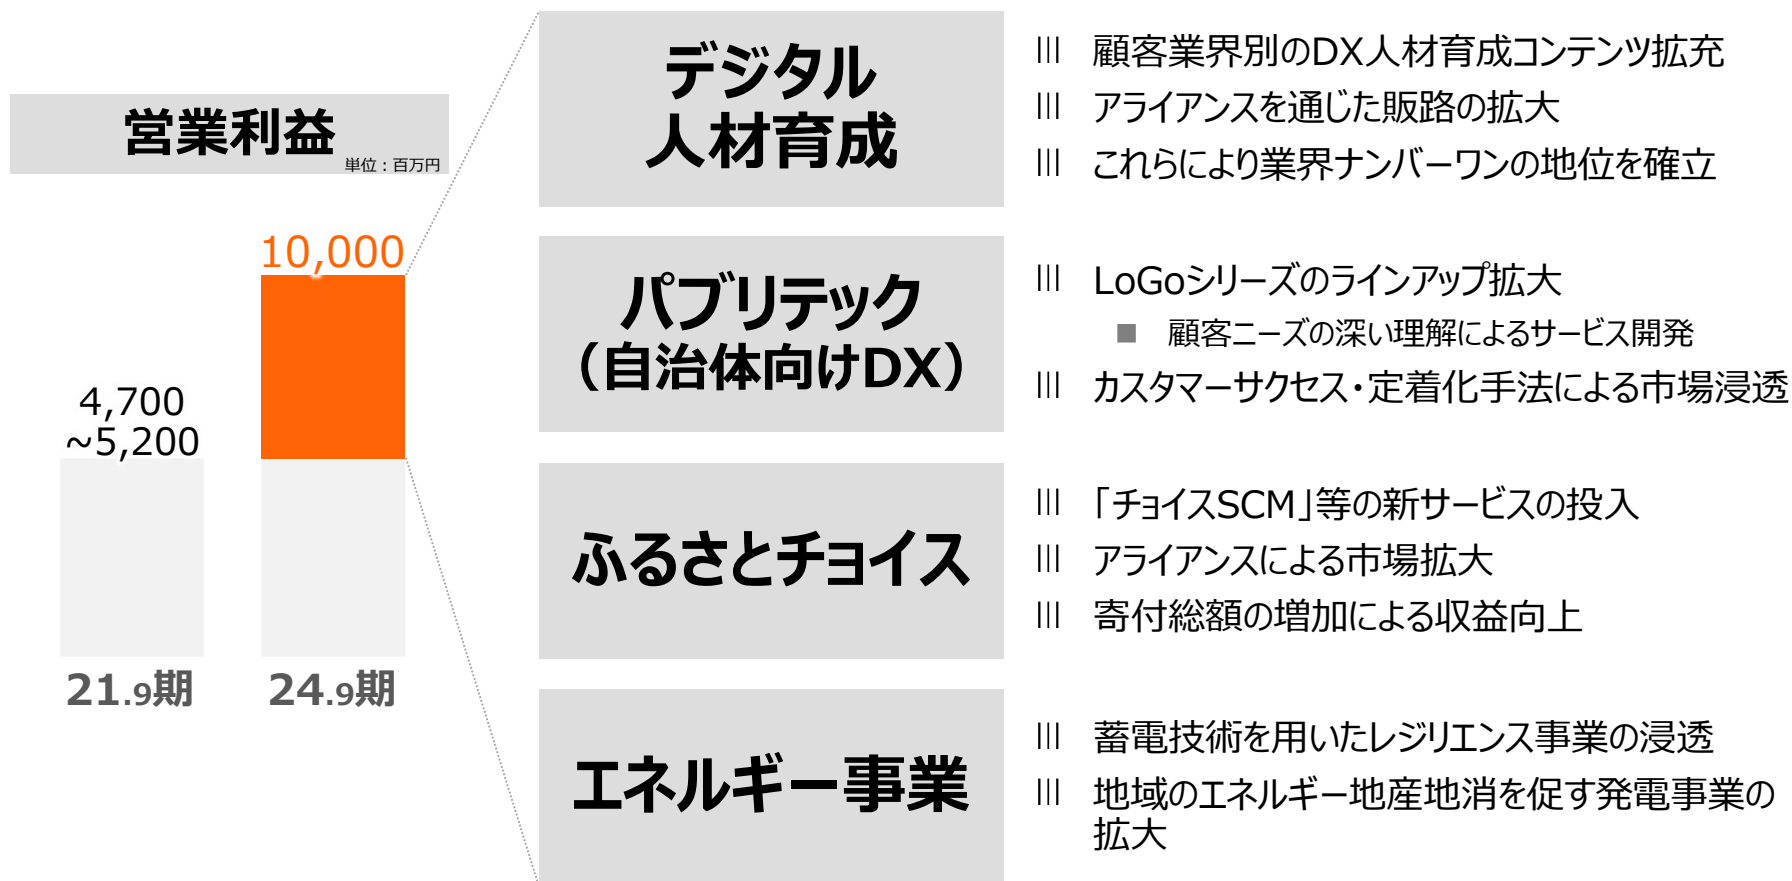 営業利益
単位：百万円
10,000
4,700
~5,200
21.9期
24.9期
デジタル
人材育成
顧客業界別のDX人材育成コンテンツ拡充
アライアンスを通じた販路の拡大
これらにより業界ナンバーワンの地位を確立
パブリテック
（自治体向けDX）
LoGoシリーズのラインアップ拡大
顧客ニーズの深い理解によるサービス開発
カスタマーサクセス・定着化手法による市場浸透
ふるさとチョイス
「チョイスSCM」等の新サービスの投入
アライアンスによる市場拡大
寄付総額の増加による収益向上
エネルギー事業
蓄電技術を用いたレジリエンス事業の浸透
地域のエネルギー地産地消を促す発電事業の
拡大